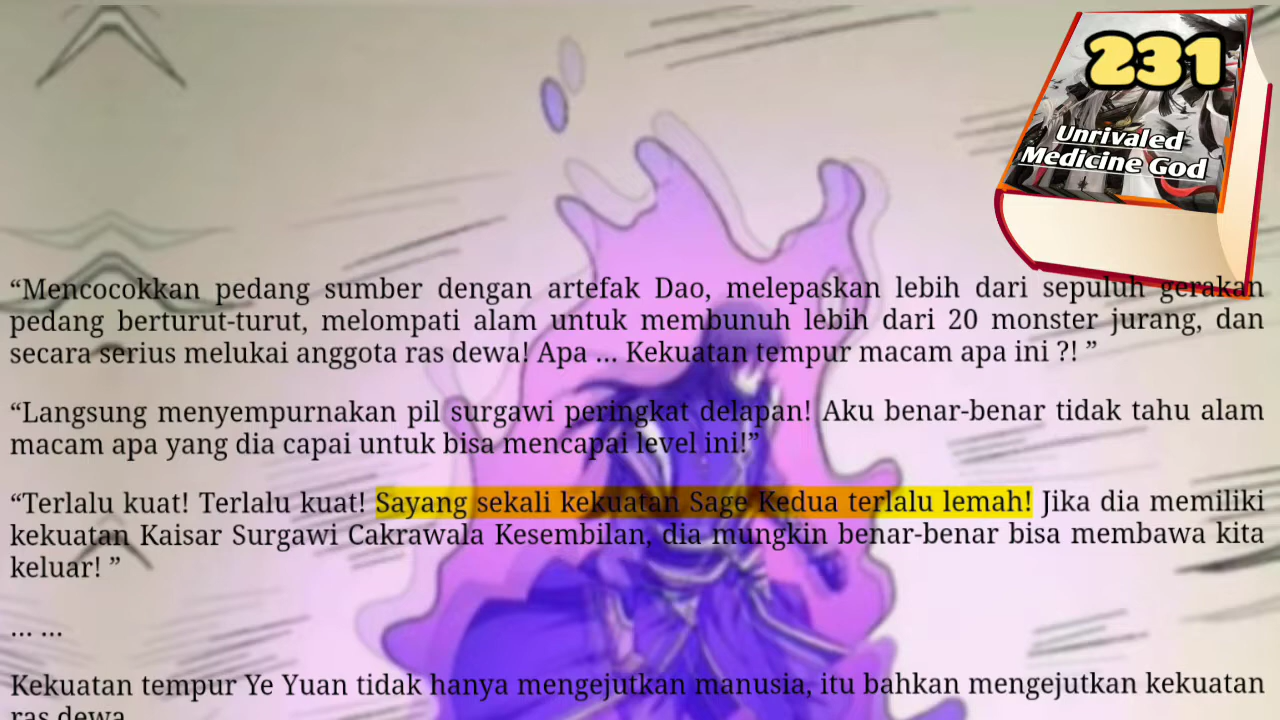 231
Unrivaled
Medicine God
“Mencocokkan pedang sumber dengan artefak Dao, melepaskan lebih dari sepuluh gerakan
pedang berturut-turut, melompati alam untuk membunuh lebih dari 20 monster jurang, dan
secara serius melukai anggota ras dewa! Apa ... Kekuatan tempur macam apa ini ?! ”
“Langsung menyempurnakan pil surgawi peringkat delapan! Aku benar-benar tidak tahu alam
macam apa yang dia capai untuk bisa mencapai level ini!”
“Terlalu kuat! Terlalu kuat! Sayang sekali kekuatan Sage Kedua terlalu lemah! Jika dia memiliki
kekuatan Kaisar Surgawi Cakrawala Kesembilan, dia mungkin benar-benar bisa membawa kita
keluar! ”
... ...
Kekuatan tempur Ye Yuan tidak hanya mengejutkan manusia, itu bahkan mengejutkan kekuatan
ras dewa